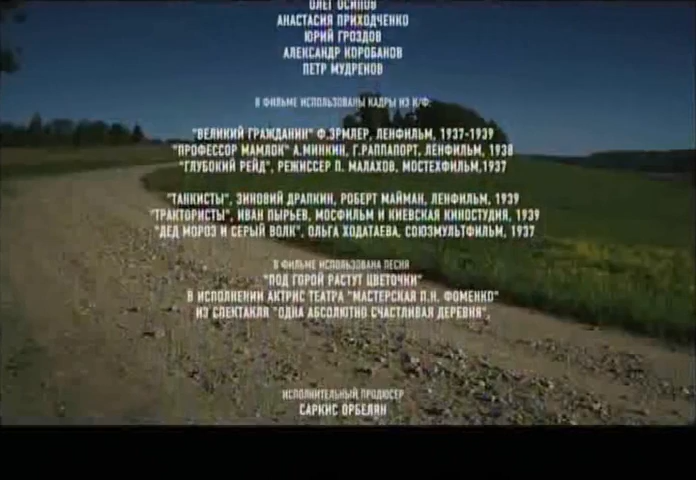 ОЛЕГ ОСИПОВ
АНАСТАСИЯ ПРИХОДЧЕНКО
ЮРИЙ ГРОЗДОВ
АЛЕКСАНДР КОРОБАНОВ
ПЕТР МУДРЕНОВ
В ФИЛЬМЕ ИСПОЛЬЗОВАНЫ КАДРЫ ИЗ К/Ф:
"ВЕЛИКИЙ ГРАЖДАНИН" Ф.ЭРМЛЕР, ЛЕНФИЛЬМ, 1937-1939
"ПРОФЕССОР МАМЛОК" А.МИНКИН, Г.РАППАПОРТ, ЛЕНФИЛЬМ, 1938
"ГЛУБОКИЙ РЕЙД", РЕЖИССЕР П. МАЛАХОВ, МОСТЕХФИЛЬМ,1937
"ТАНКИСТЫ", ЗИНОВИЙ ДРАПКИН, РОБЕРТ МАЙМАН, ЛЕНФИЛЬМ, 1939
"ТРАКТОРИСТЫ", ИВАН ПЫРЬЕВ, МОСФИЛЬМ И КИЕВСКАЯ КИНОСТУДИЯ, 1939
"ДЕД МОРОЗ И СЕРЫЙ ВОЛК", ОЛЬГА ХОДАТАЕВА, СОЮЗМУЛЬТФИЛЬМ, 1937
В ФИЛЬМЕ ИСПОЛЬЗОВАНА ПЕСНЯ
"ПОД ГОРОЙ РАСТУТ ЦВЕТОЧКИ"
В ИСПОЛНЕНИИ АКТРИС ТЕАТРА "МАСТЕРСКАЯ П.Н. ФОМЕНКО"
ИЗ СПЕКТАКЛЯ "ОДНА АБСОЛЮТНО СЧАСТЛИВАЯ ДЕРЕВНЯ".
ИСПОЛНИТЕЛЬНЫЙ ПРОДЮСЕР
САРКИС ОРБЕЛЯН